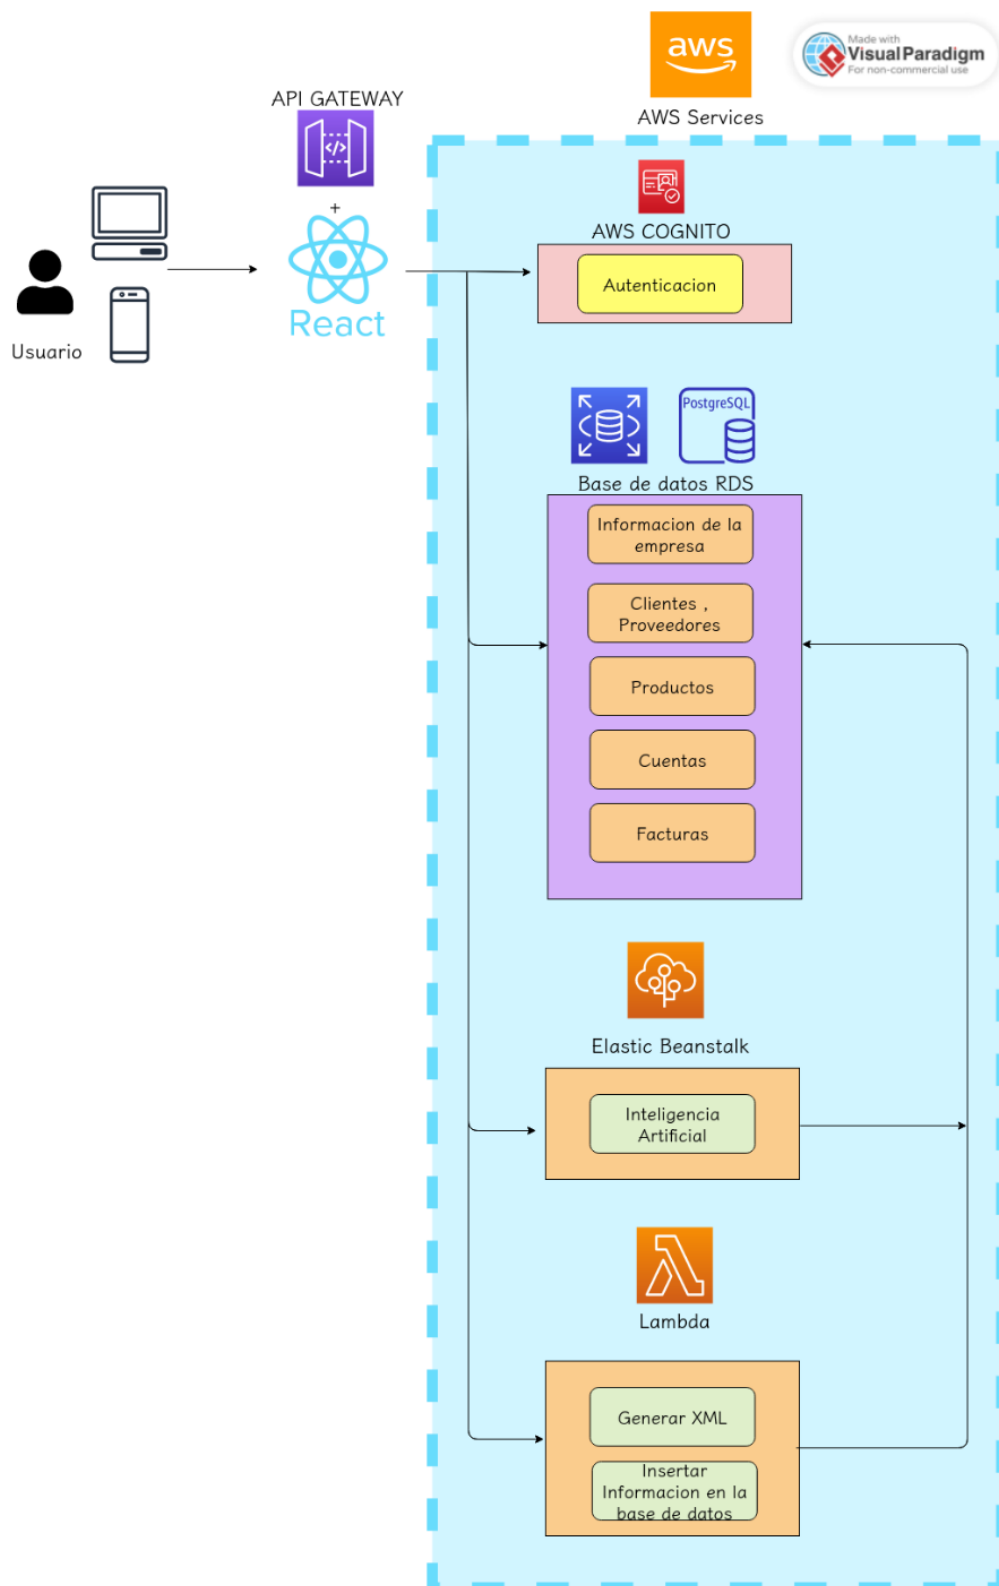 aws
Made with
Visual Paradigm
For non-commercial use
AWS Services
API GATEWAY
</>
+
React
Usuario
AWS COGNITO
Autenticacion
PostgreSQL
Base de datos RDS
Informacion de la
empresa
Clientes ,
Proveedores
Productos
Cuentas
Facturas
Elastic Beanstalk
Inteligencia
Artificial
Lambda
Generar XML
Insertar
Informacion en la
base de datos